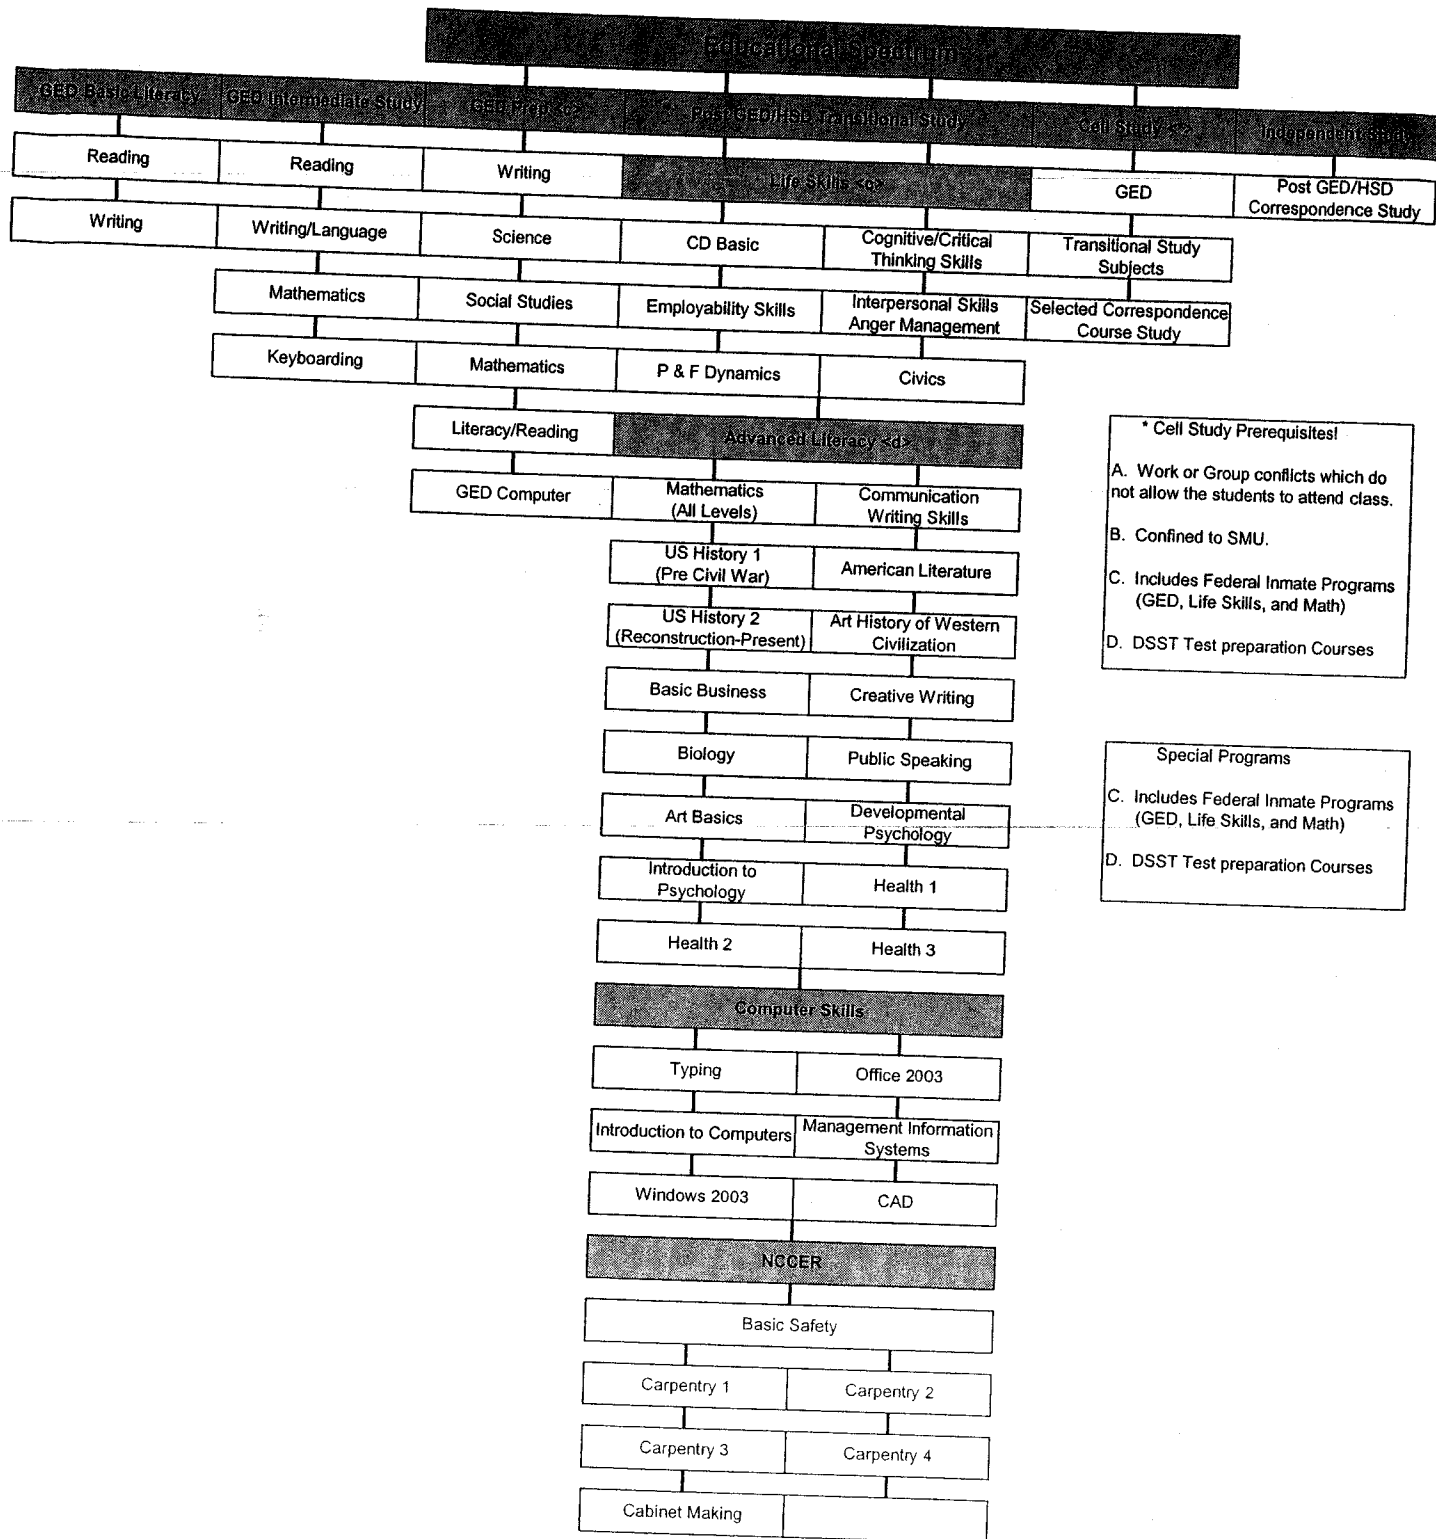 Educational Spectrum
GED Basic Literacy
GED Intermediate Study
GED Prep <c>
Post GED/HSD Transitional Study
Cell Study <*>
Independent Study
Reading
Reading
Writing
Life Skills <c>
GED
Post GED/HSD
Correspondence Study
Writing
Writing/Language
Science
CD Basic
Cognitive/Critical
Thinking Skills
Transitional Study
Subjects
Mathematics
Social Studies
Employability Skills
Interpersonal Skills
Anger Management
Selected Correspondence
Course Study
Keyboarding
Mathematics
P & F Dynamics
Civics
Literacy/Reading
Advanced Literacy <d>
GED Computer
Mathematics
(All Levels)
Communication
Writing Skills
US History 1
(Pre Civil War)
American Literature
US History 2
(Reconstruction-Present)
Art History of Western
Civilization
Basic Business
Creative Writing
Biology
Public Speaking
Art Basics
Developmental
Psychology
Introduction to
Psychology
Health 1
Health 2
Health 3
Computer Skills
Typing
Office 2003
Introduction to Computers
Management Information
Systems
Windows 2003
CAD
NCCER
Basic Safety
Carpentry 1
Carpentry 2
Carpentry 3
Carpentry 4
Cabinet Making
* Cell Study Prerequisites!
A. Work or Group conflicts which do
not allow the students to attend class.
B. Confined to SMU.
C. Includes Federal Inmate Programs
(GED, Life Skills, and Math)
D. DSST Test preparation Courses
Special Programs
C. Includes Federal Inmate Programs
(GED, Life Skills, and Math)
D. DSST Test preparation Courses